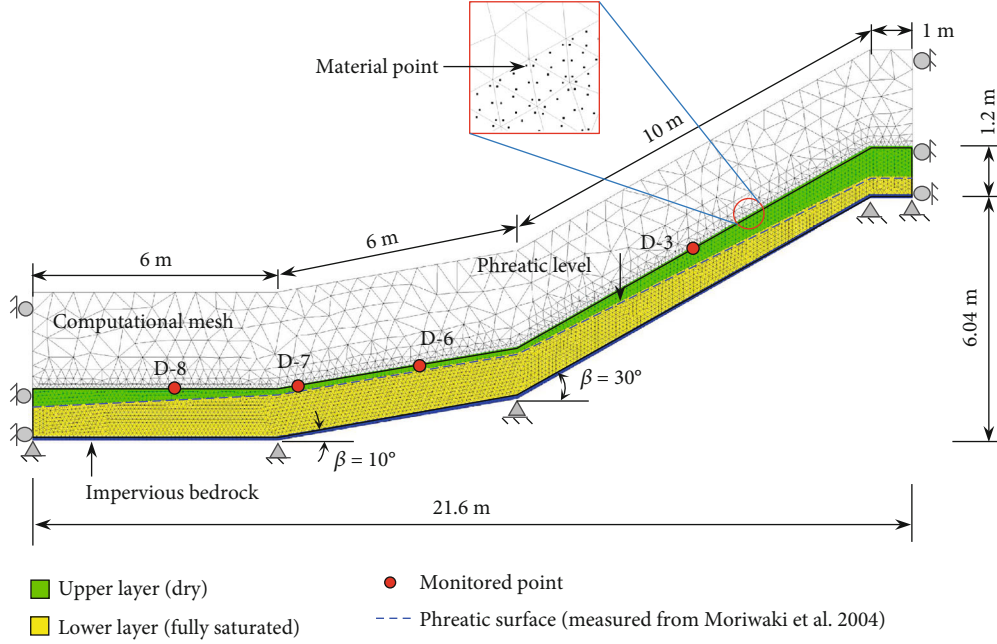 1 m
Material point
10 m
1.2 m
6 m
6 m
D-3
Phreatic level
Computational mesh
D-6
D-7
D-8
6.04 m
β = 30°
β = 10°
Impervious bedrock
21.6 m
Upper layer (dry)
Monitored point
Lower layer (fully saturated)
Phreatic surface (measured from Moriwaki et al. 2004)